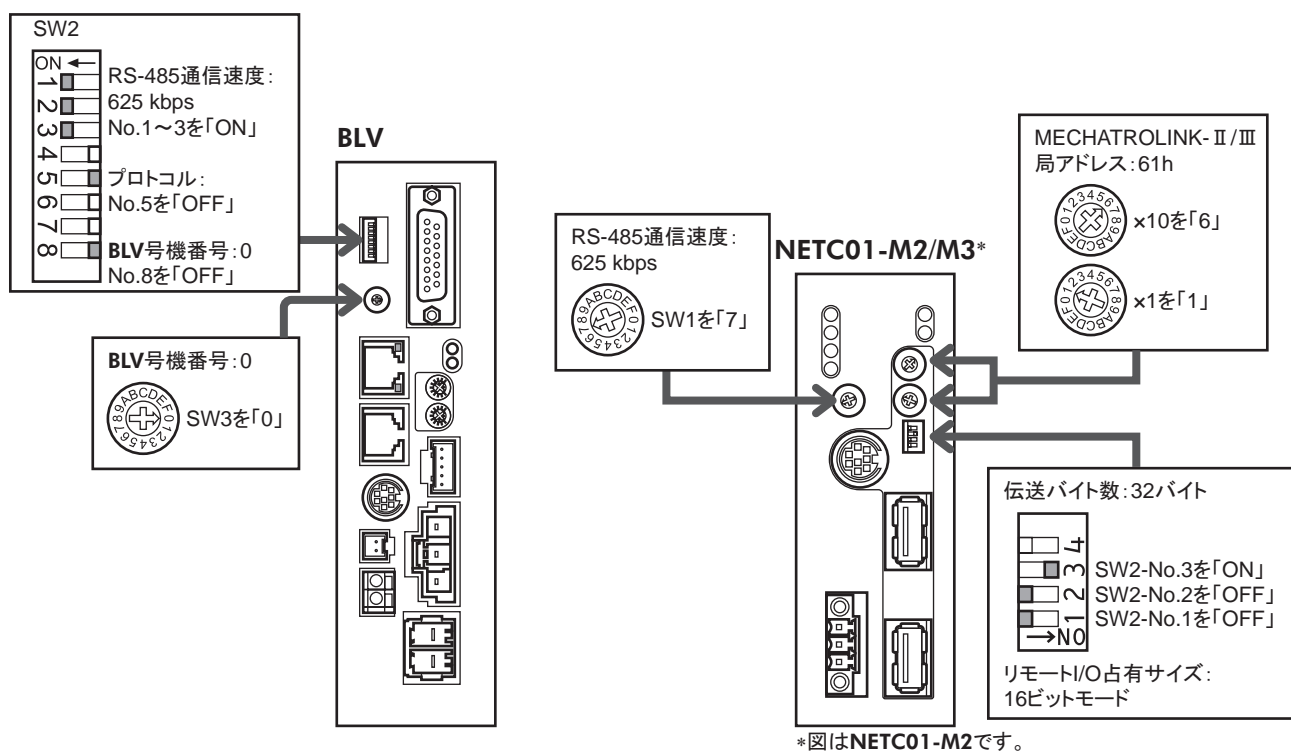 SW2
ON ←
1
2
3
4
5
6
7
8
RS-485通信速度:
625 kbps
No.1～3を「ON」
プロトコル:
No.5を「OFF」
BLV号機番号:0
No.8を「OFF」
BLV号機番号:0
0123456789ABCDEF
SW3を「0」
BLV
RS-485通信速度:
625 kbps
0123456789ABCDEF
SW1を「7」
NETC01-M2/M3*
MECHATROLINK-Ⅱ/Ⅲ
局アドレス:61h
0123456789ABCDEF
×10を「6」
0123456789ABCDEF
×1を「1」
伝送バイト数:32バイト
4
3
2
1
→NO
SW2-No.3を「ON」
SW2-No.2を「OFF」
SW2-No.1を「OFF」
リモートI/O占有サイズ:
16ビットモード
*図はNETC01-M2です。